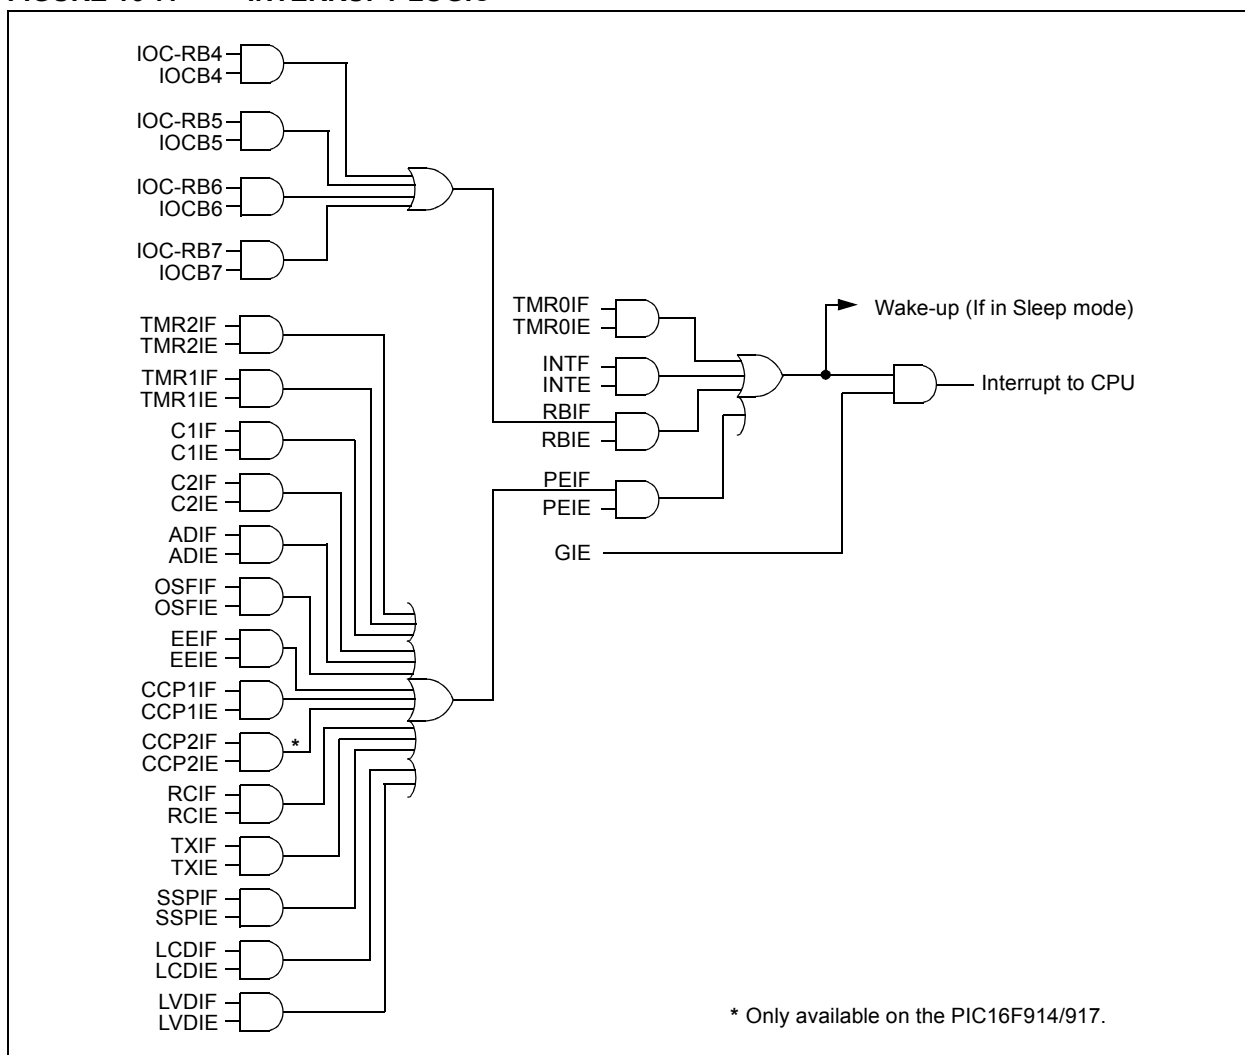 IOC-RB4
IOCB4
IOC-RB5
IOCB5
IOC-RB6
IOCB6
IOC-RB7
IOCB7
TMR2IF
TMR2IE
TMR1IF
TMR1IE
C1IF
C1IE
C2IF
C2IE
ADIF
ADIE
OSFIF
OSFIE
EEIF
EEIE
CCP1IF
CCP1IE
CCP2IF
CCP2IE
*
RCIF
RCIE
TXIF
TXIE
SSPIF
SSPIE
LCDIF
LCDIE
LVDIF
LVDIE
TMR0IF
TMR0IE
INTF
INTE
RBIF
RBIE
PEIF
PEIE
GIE
Wake-up (If in Sleep mode)
Interrupt to CPU
* Only available on the PIC16F914/917.